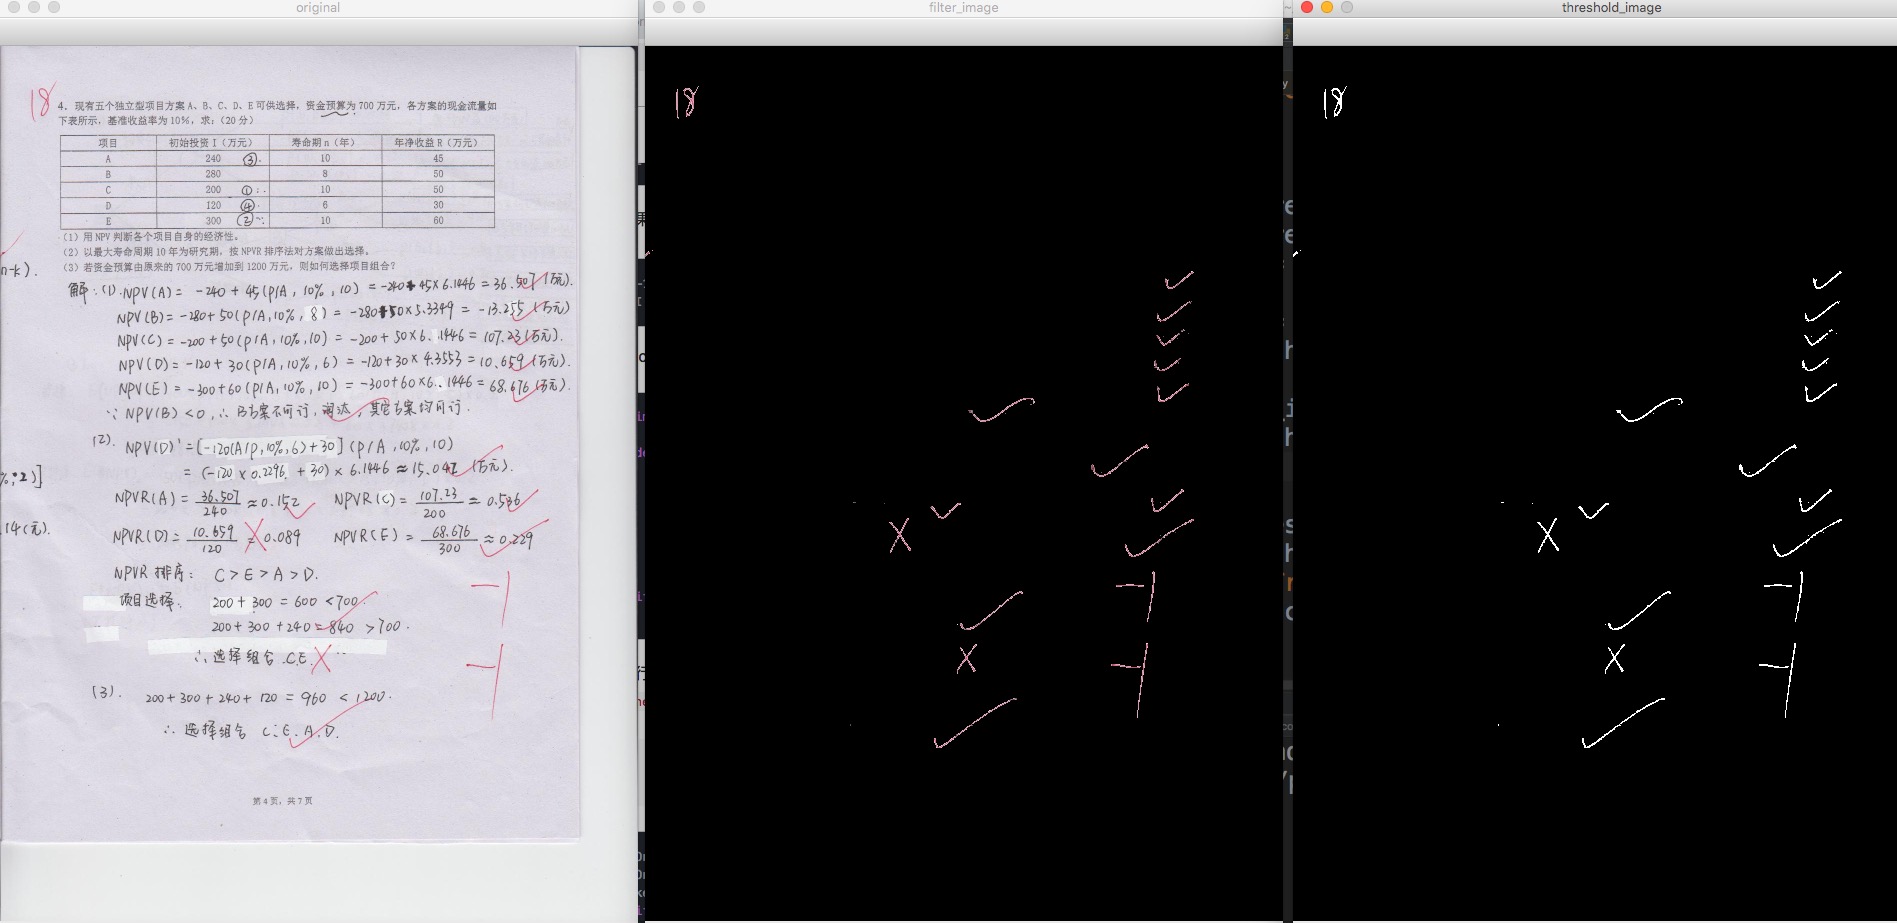 original
18
4. 现有五个独立型项目方案 A、B、C、D、E 可供选择，资金预算为 700 万元，各方案的现金流量如
下表所示，基准收益率为 10%，求：（20 分）
项目 初始投资 I（万元） 寿命期 n（年） 年净收益 R（万元）
A 240 ③ 10 45
B 280 8 50
C 200 ① 10 50
D 120 ④ 6 30
E 300 ② 10 60
（1）用 NPV 判断各个项目自身的经济性。
（2）以最大寿命周期 10 年为研究期，按 NPVR 排序法对方案做出选择。
（3）若资金预算由原来的 700 万元增加到 1200 万元，则如何选择项目组合？
n-k).
解：(1).NPV(A) = -240 + 45(P/A, 10%, 10) = -240+45×6.1446 = 36.507 (万元).
NPV(B) = -280+50(P/A,10%, 8) = -280+50×5.3349 = -13.255 (万元)
NPV(C) = -200+50(P/A,10%,10) = -200+50×6.1446 = 107.23(万元).
NPV(D) = -120+30(P/A,10%,6) = -120+30×4.3553 = 10.659(万元).
NPV(E) = -300+60(P/A,10%,10) = -300+60×6.1446 = 68.676(万元).
∵ NPV(B) < 0, ∴ B方案不可行, 淘汰, 其它方案均可行.
(2). NPV(D)' = [-120(A/P,10%,6)+30](P/A,10%,10)
= (-120×0.2296 + 30)×6.1446 ≈ 15.042 (万元).
%,2)]
NPVR(A) = 36.507/240 ≈ 0.152 NPVR(C) = 107.23/200 ≈ 0.536
14(元).
NPVR(D) = 10.659/120 = 0.089 NPVR(E) = 68.676/300 ≈ 0.229
NPVR 排序： C > E > A > D.
项目选择. 200+300 = 600 < 700.
200+300+240 = 840 > 700.
∴ 选择组合 C.E.
-1
-1
(3). 200+300+240+120 = 960 < 1200.
∴ 选择组合 C.E.A.D.
第 4 页，共 7 页
filter_image
18
-1
-1
threshold_image
18
-1
-1